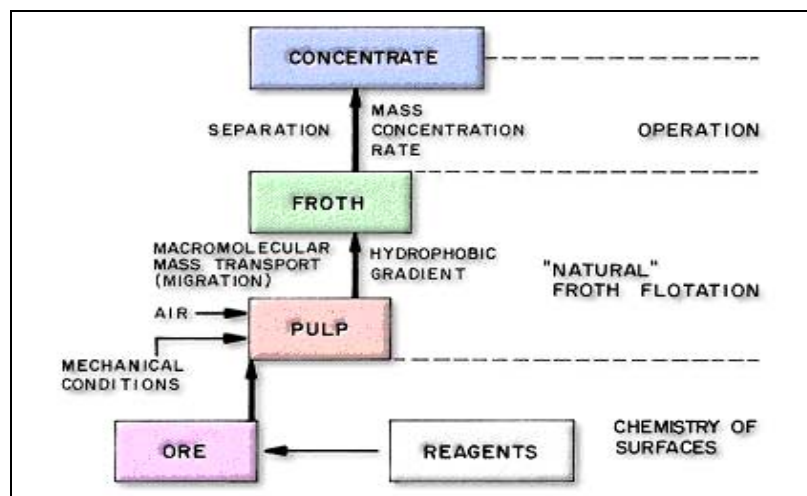 CONCENTRATE
SEPARATION
MASS
CONCENTRATION
RATE
OPERATION
FROTH
MACROMOLECULAR
MASS TRANSPORT
(MIGRATION)
HYDROPHOBIC
GRADIENT
"NATURAL"
FROTH FLOTATION
AIR
PULP
MECHANICAL
CONDITIONS
ORE
REAGENTS
CHEMISTRY OF
SURFACES